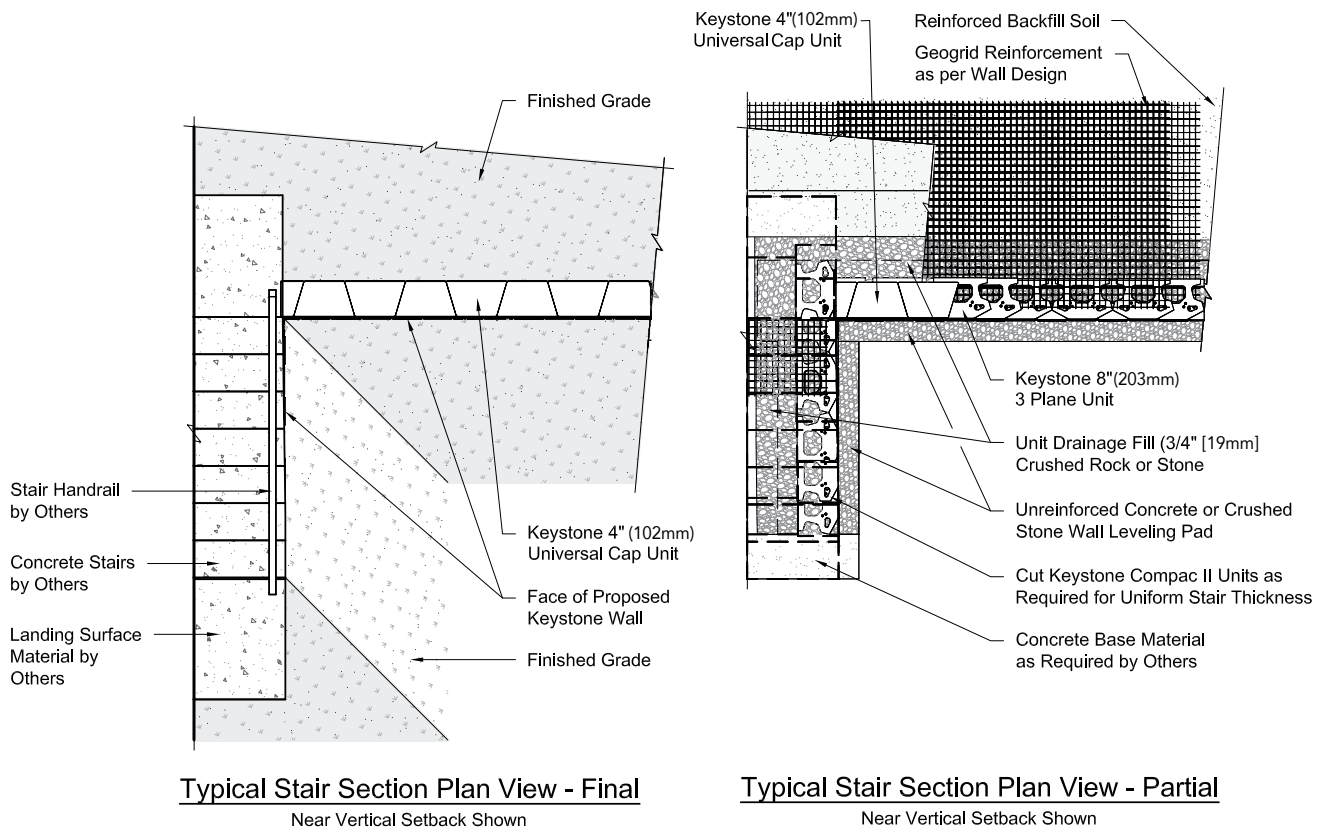 Finished Grade
Stair Handrail
by Others
Concrete Stairs
by Others
Landing Surface
Material by
Others
Keystone 4" (102mm)
Universal Cap Unit
Face of Proposed
Keystone Wall
Finished Grade
Typical Stair Section Plan View - Final
Near Vertical Setback Shown
Keystone 4"(102mm)
Universal Cap Unit
Reinforced Backfill Soil
Geogrid Reinforcement
as per Wall Design
Keystone 8"(203mm)
3 Plane Unit
Unit Drainage Fill (3/4" [19mm]
Crushed Rock or Stone
Unreinforced Concrete or Crushed
Stone Wall Leveling Pad
Cut Keystone Compac II Units as
Required for Uniform Stair Thickness
Concrete Base Material
as Required by Others
Typical Stair Section Plan View - Partial
Near Vertical Setback Shown